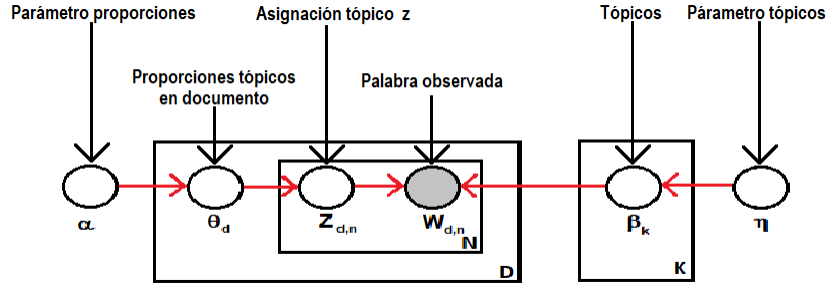 Parámetro proporciones
Asignación tópico z
Tópicos
Párametro tópicos
Proporciones tópicos
en documento
Palabra observada
α
θd
Zd,n
Wd,n
N
D
βk
K
η